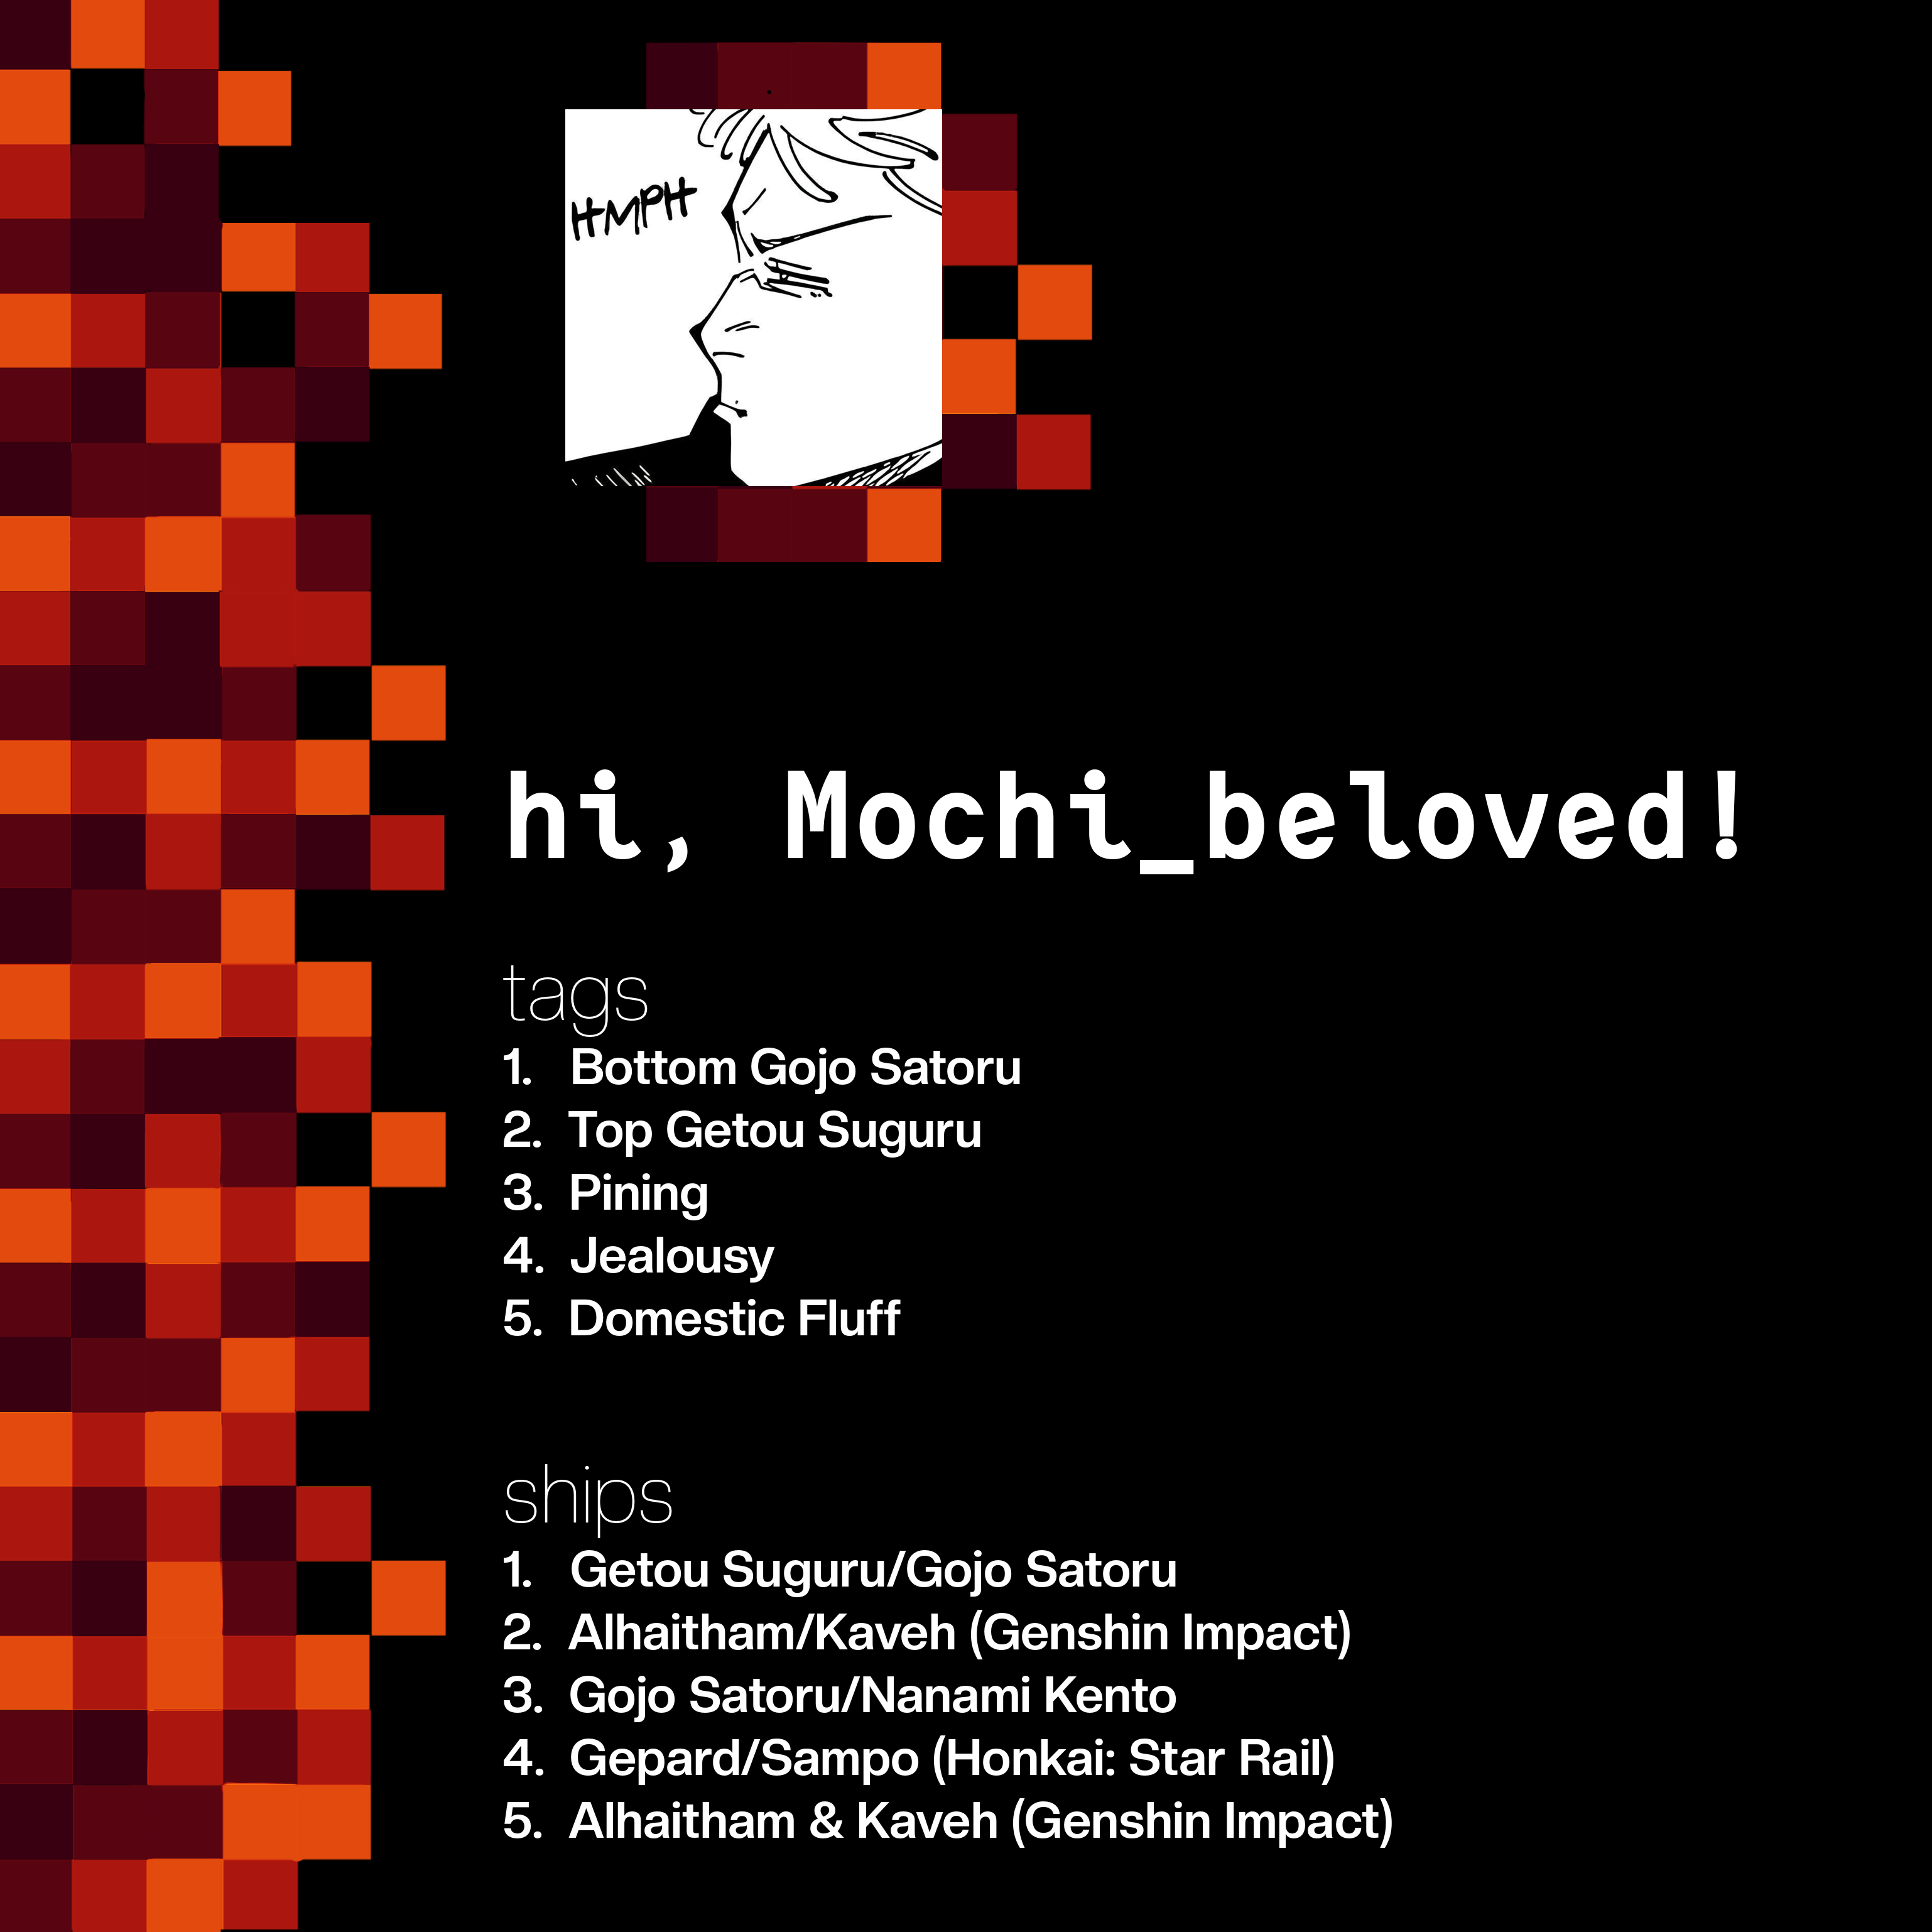 HMPH
hi, Mochi_beloved!
tags
1. Bottom Gojo Satoru
2. Top Getou Suguru
3. Pining
4. Jealousy
5. Domestic Fluff
ships
1. Getou Suguru/Gojo Satoru
2. Alhaitham/Kaveh (Genshin Impact)
3. Gojo Satoru/Nanami Kento
4. Gepard/Sampo (Honkai: Star Rail)
5. Alhaitham & Kaveh (Genshin Impact)